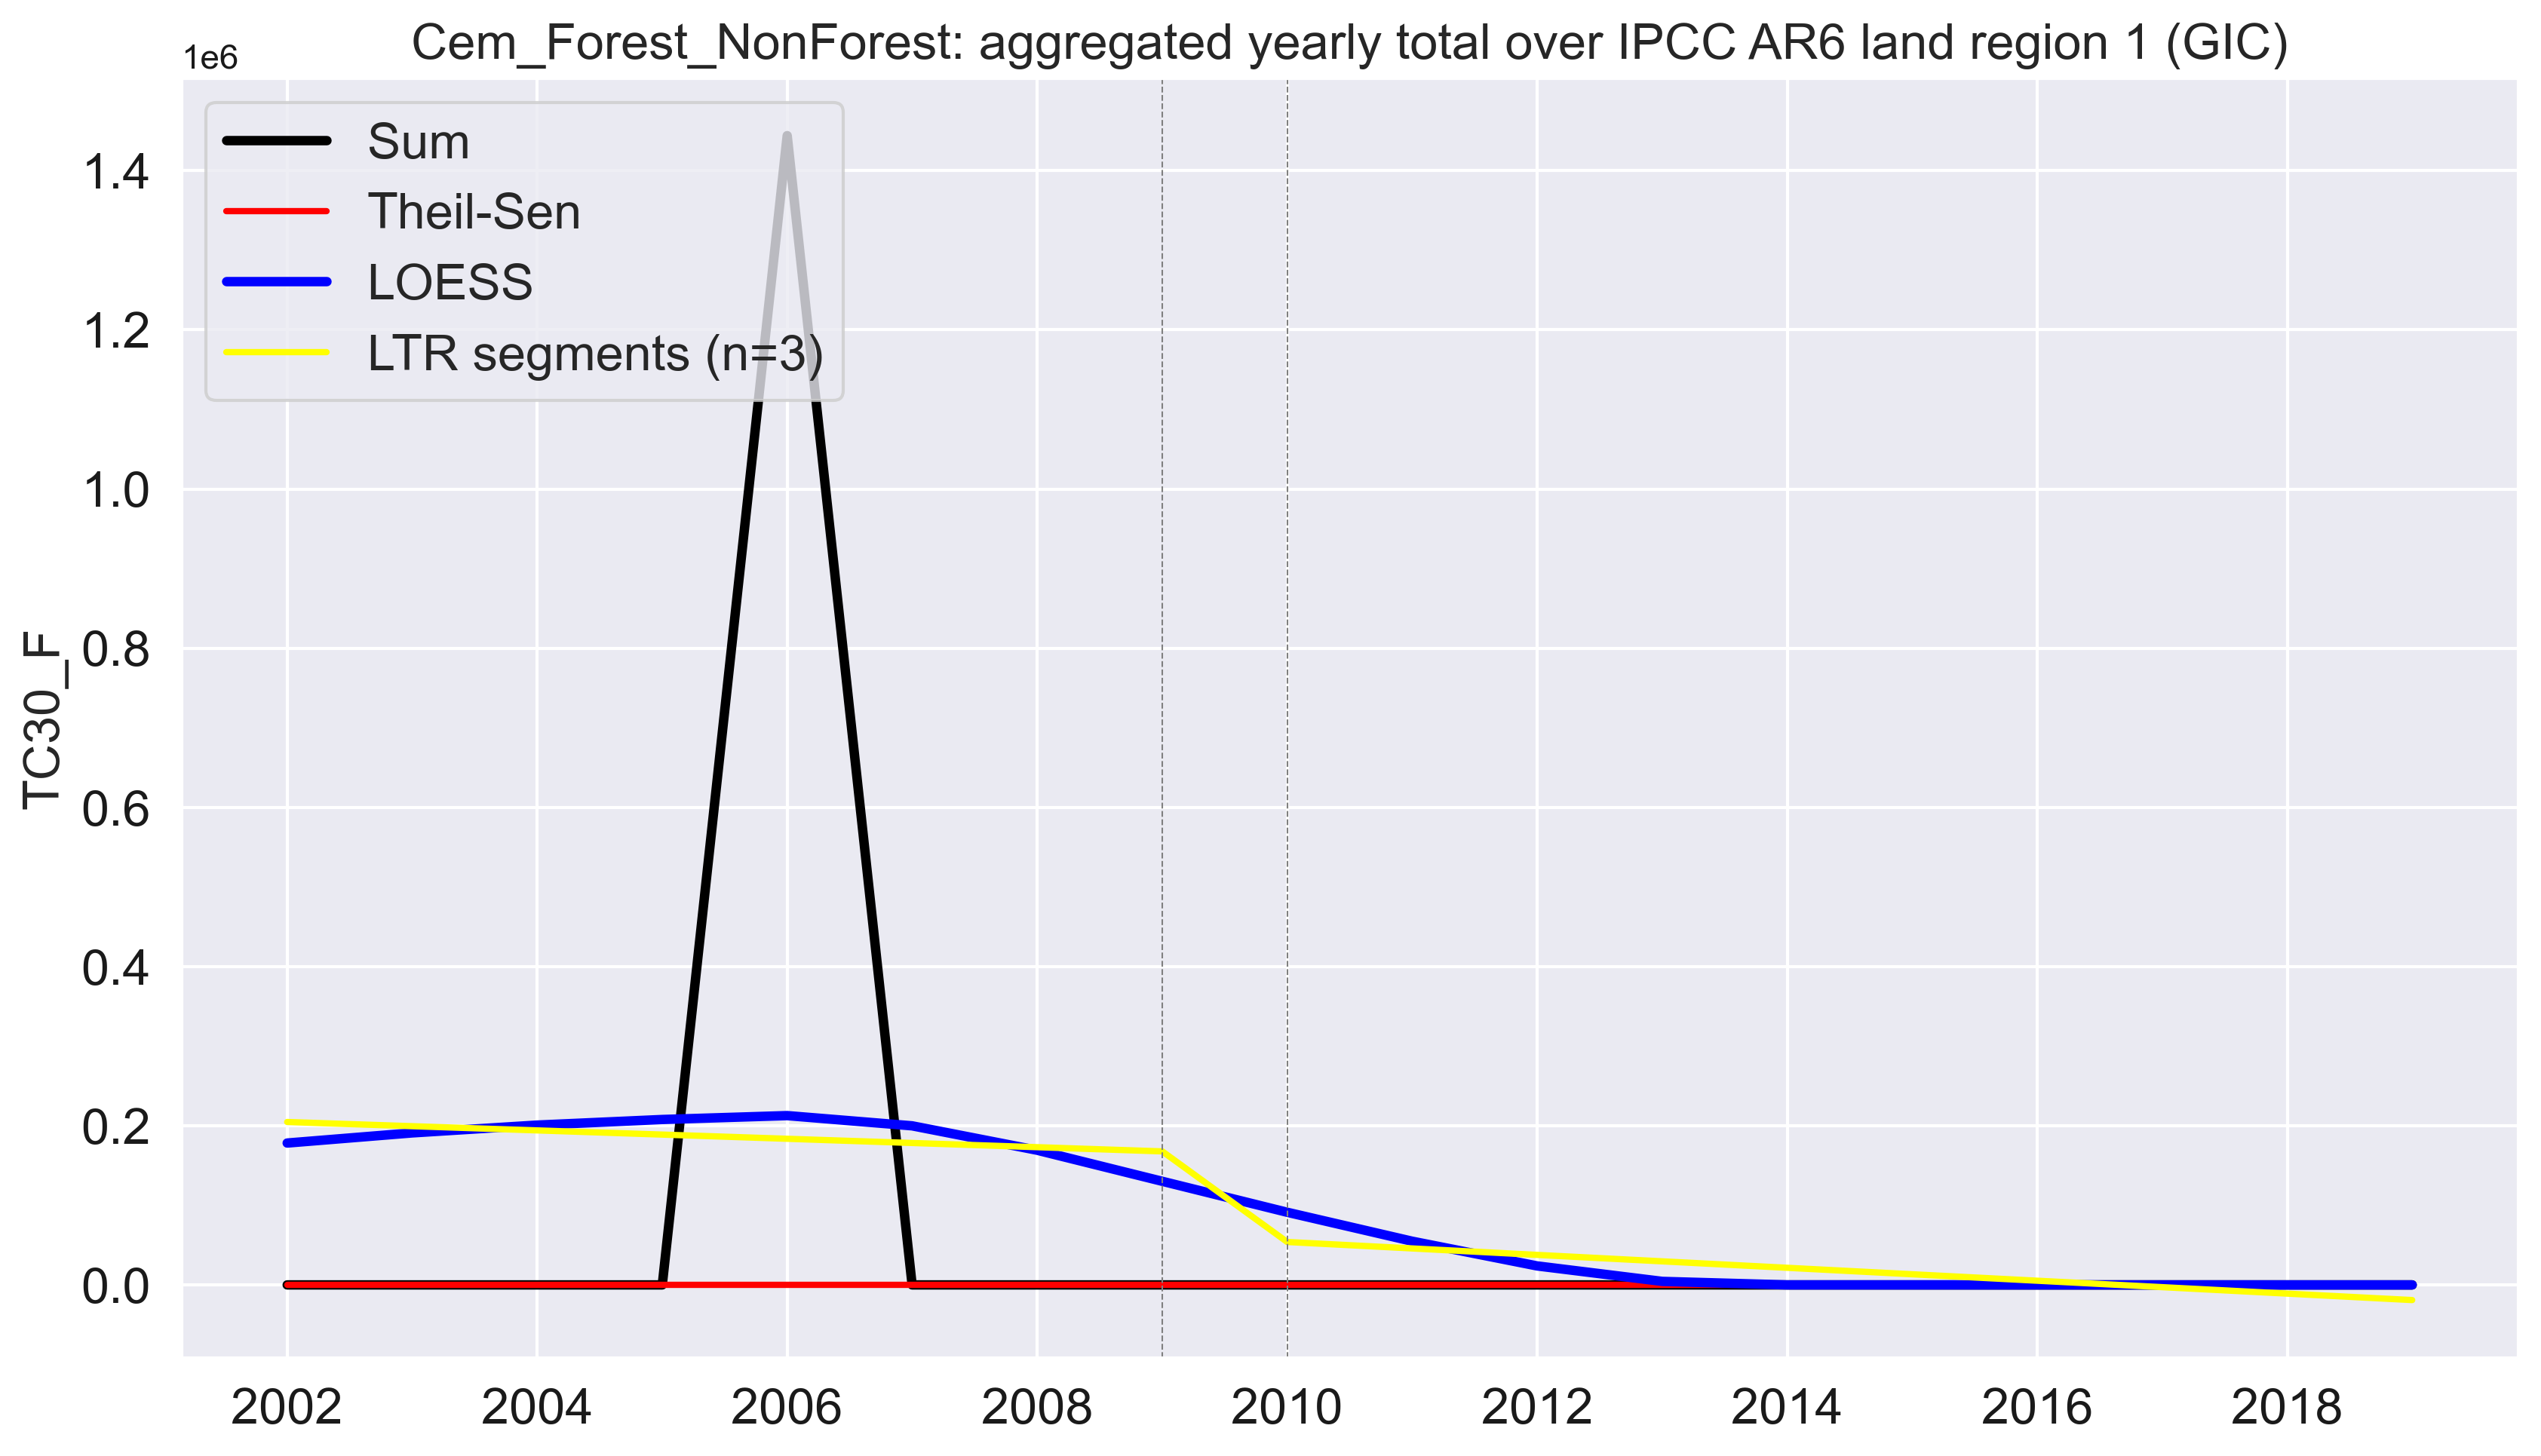 Cem_Forest_NonForest: aggregated yearly total over IPCC AR6 land region 1 (GIC)
1e6
Sum
Theil-Sen
LOESS
LTR segments (n=3)
1.4
1.2
1.0
0.8
0.6
0.4
0.2
0.0
TC30_F
2002 2004 2006 2008 2010 2012 2014 2016 2018